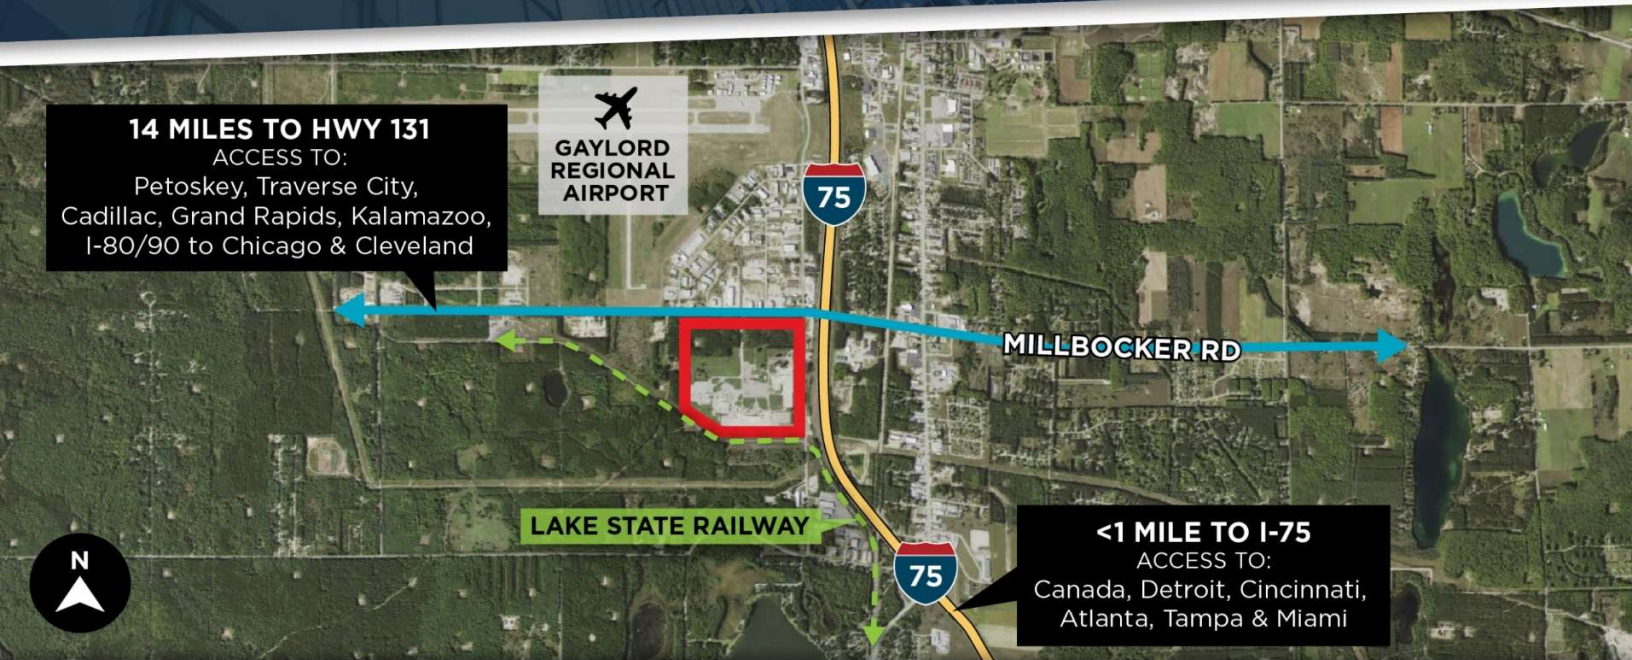 14 MILES TO HWY 131
ACCESS TO:
Petoskey, Traverse City,
Cadillac, Grand Rapids, Kalamazoo,
I-80/90 to Chicago & Cleveland
GAYLORD
REGIONAL
AIRPORT
75
MILLBOCKER RD
LAKE STATE RAILWAY
75
<1 MILE TO I-75
ACCESS TO:
Canada, Detroit, Cincinnati,
Atlanta, Tampa & Miami
N